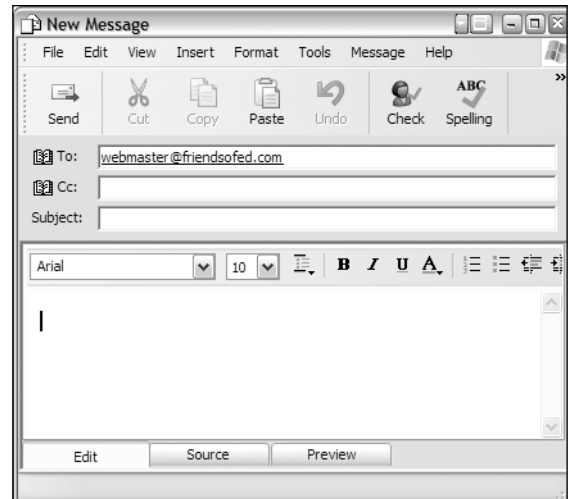 New Message
File Edit View Insert Format Tools Message Help
ABC
Send Cut Copy Paste Undo Check Spelling
To: webmaster@friendsofed.com
Cc:
Subject:
Arial 10 B I U A
Edit Source Preview